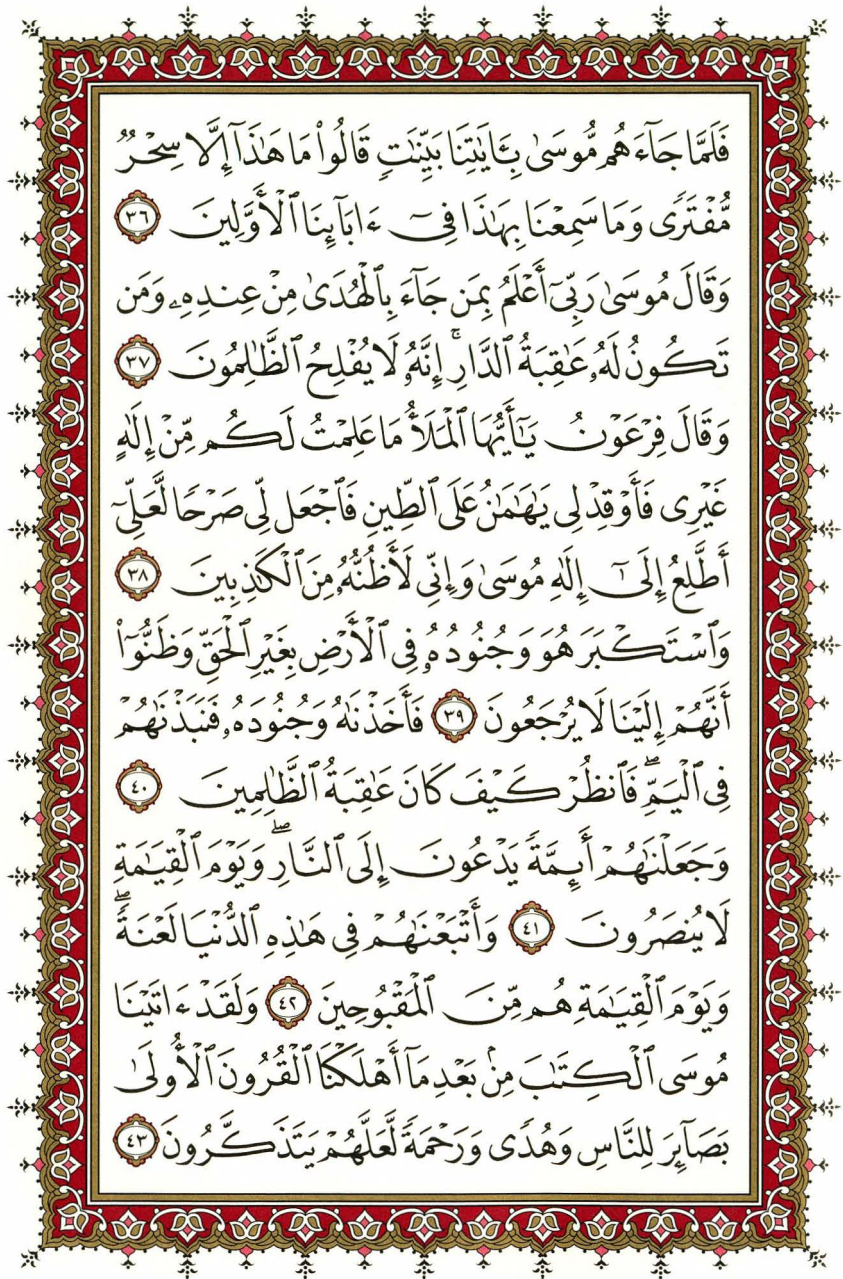 فَلَمَّا جَآءَهُم مُّوسَىٰ بِـَٔايَـٰتِنَا بَيِّنَـٰتٍ قَالُوا۟ مَا هَـٰذَآ إِلَّا سِحْرٌ
مُّفْتَرًى وَمَا سَمِعْنَا بِهَـٰذَا فِىٓ ءَابَآئِنَا ٱلْأَوَّلِينَ ٣٦
وَقَالَ مُوسَىٰ رَبِّىٓ أَعْلَمُ بِمَن جَآءَ بِٱلْهُدَىٰ مِنْ عِندِهِۦ وَمَن
تَكُونُ لَهُۥ عَـٰقِبَةُ ٱلدَّارِ ۚ إِنَّهُۥ لَا يُفْلِحُ ٱلظَّـٰلِمُونَ ٣٧
وَقَالَ فِرْعَوْنُ يَـٰٓأَيُّهَا ٱلْمَلَأُ مَا عَلِمْتُ لَكُم مِّنْ إِلَـٰهٍ
غَيْرِى فَأَوْقِدْ لِى يَـٰهَـٰمَـٰنُ عَلَى ٱلطِّينِ فَٱجْعَل لِّى صَرْحًا لَّعَلِّىٓ
أَطَّلِعُ إِلَىٰٓ إِلَـٰهِ مُوسَىٰ وَإِنِّى لَأَظُنُّهُۥ مِنَ ٱلْكَـٰذِبِينَ ٣٨
وَٱسْتَكْبَرَ هُوَ وَجُنُودُهُۥ فِى ٱلْأَرْضِ بِغَيْرِ ٱلْحَقِّ وَظَنُّوٓا۟
أَنَّهُمْ إِلَيْنَا لَا يُرْجَعُونَ ٣٩ فَأَخَذْنَـٰهُ وَجُنُودَهُۥ فَنَبَذْنَـٰهُمْ
فِى ٱلْيَمِّ ۖ فَٱنظُرْ كَيْفَ كَانَ عَـٰقِبَةُ ٱلظَّـٰلِمِينَ ٤٠
وَجَعَلْنَـٰهُمْ أَئِمَّةً يَدْعُونَ إِلَى ٱلنَّارِ ۖ وَيَوْمَ ٱلْقِيَـٰمَةِ
لَا يُنصَرُونَ ٤١ وَأَتْبَعْنَـٰهُمْ فِى هَـٰذِهِ ٱلدُّنْيَا لَعْنَةً ۖ
وَيَوْمَ ٱلْقِيَـٰمَةِ هُم مِّنَ ٱلْمَقْبُوحِينَ ٤٢ وَلَقَدْ ءَاتَيْنَا
مُوسَى ٱلْكِتَـٰبَ مِنۢ بَعْدِ مَآ أَهْلَكْنَا ٱلْقُرُونَ ٱلْأُولَىٰ
بَصَآئِرَ لِلنَّاسِ وَهُدًى وَرَحْمَةً لَّعَلَّهُمْ يَتَذَكَّرُونَ ٤٣